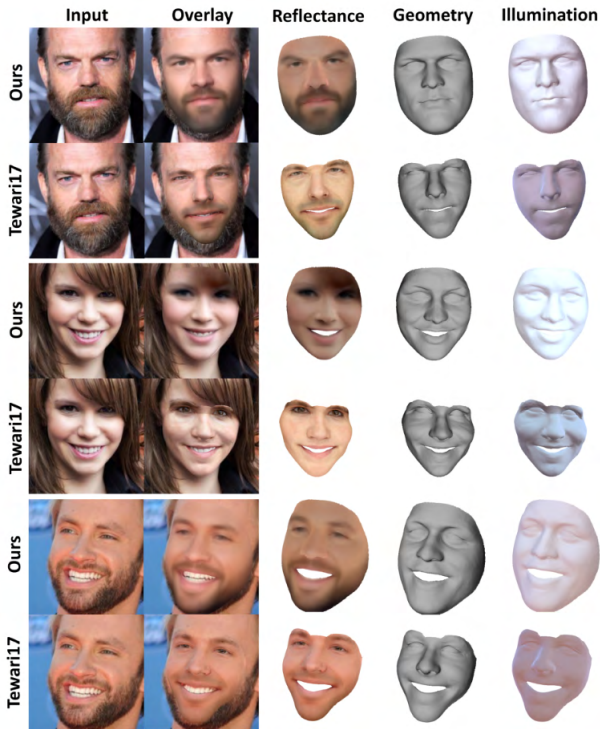 Input Overlay Reflectance Geometry Illumination
Ours
Tewari17
Ours
Tewari17
Ours
Tewari17